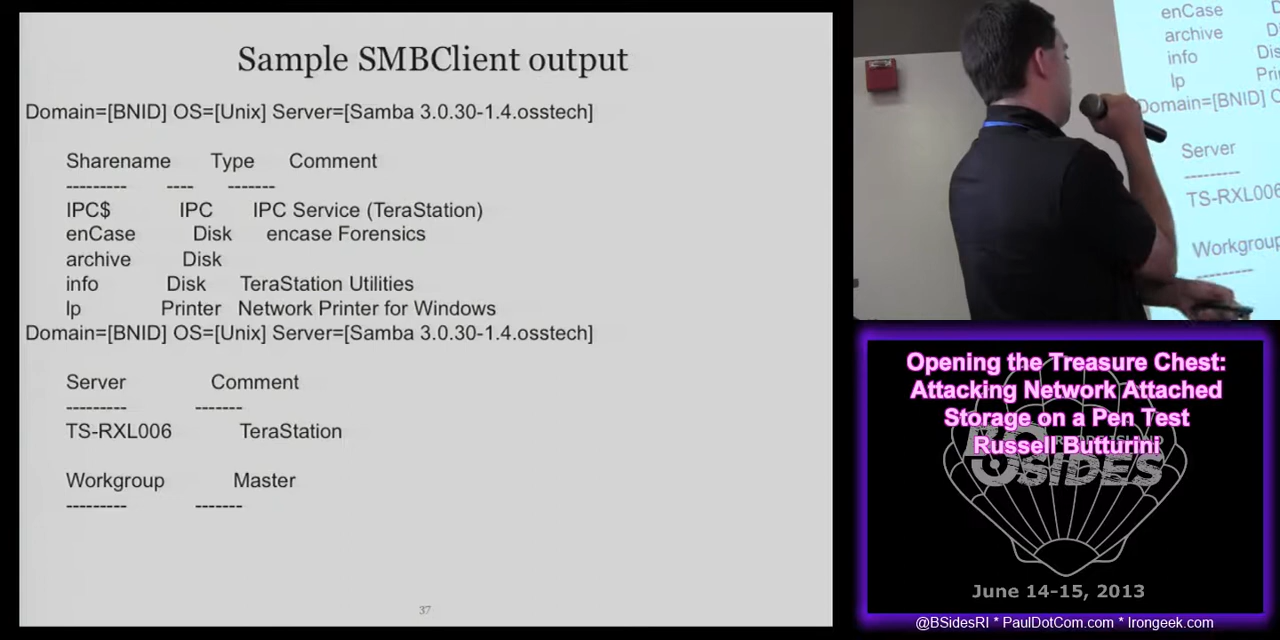 Sample SMBClient output
Domain=[BNID] OS=[Unix] Server=[Samba 3.0.30-1.4.osstech]
Sharename Type Comment
--------- ---- -------
IPC$ IPC IPC Service (TeraStation)
enCase Disk encase Forensics
archive Disk
info Disk TeraStation Utilities
lp Printer Network Printer for Windows
Domain=[BNID] OS=[Unix] Server=[Samba 3.0.30-1.4.osstech]
Server Comment
--------- -------
TS-RXL006 TeraStation
Workgroup Master
--------- -------
37
enCase D
archive D
info Dis
lp Pri
Domain=[BNID] O
Server
---------
TS-RXL006
Workgroup
---------
Opening the Treasure Chest:
Attacking Network Attached
Storage on a Pen Test
Russell Butturini
BSIDES
June 14-15, 2013
@BSidesRI * PaulDotCom.com * Irongeek.com